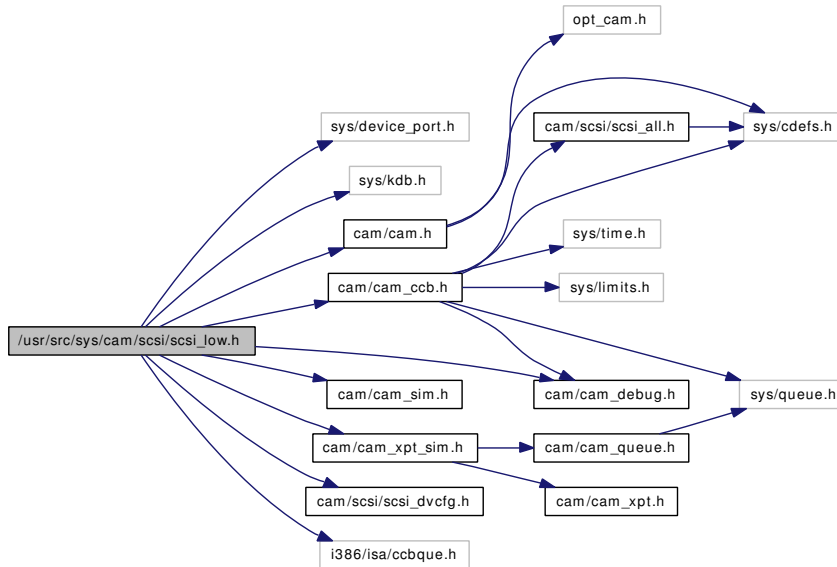 opt_cam.h
sys/device_port.h
cam/scsi/scsi_all.h
sys/cdefs.h
sys/kdb.h
cam/cam.h
sys/time.h
cam/cam_ccb.h
sys/limits.h
/usr/src/sys/cam/scsi/scsi_low.h
cam/cam_sim.h
cam/cam_debug.h
sys/queue.h
cam/cam_xpt_sim.h
cam/cam_queue.h
cam/scsi/scsi_dvcfg.h
cam/cam_xpt.h
i386/isa/ccbque.h